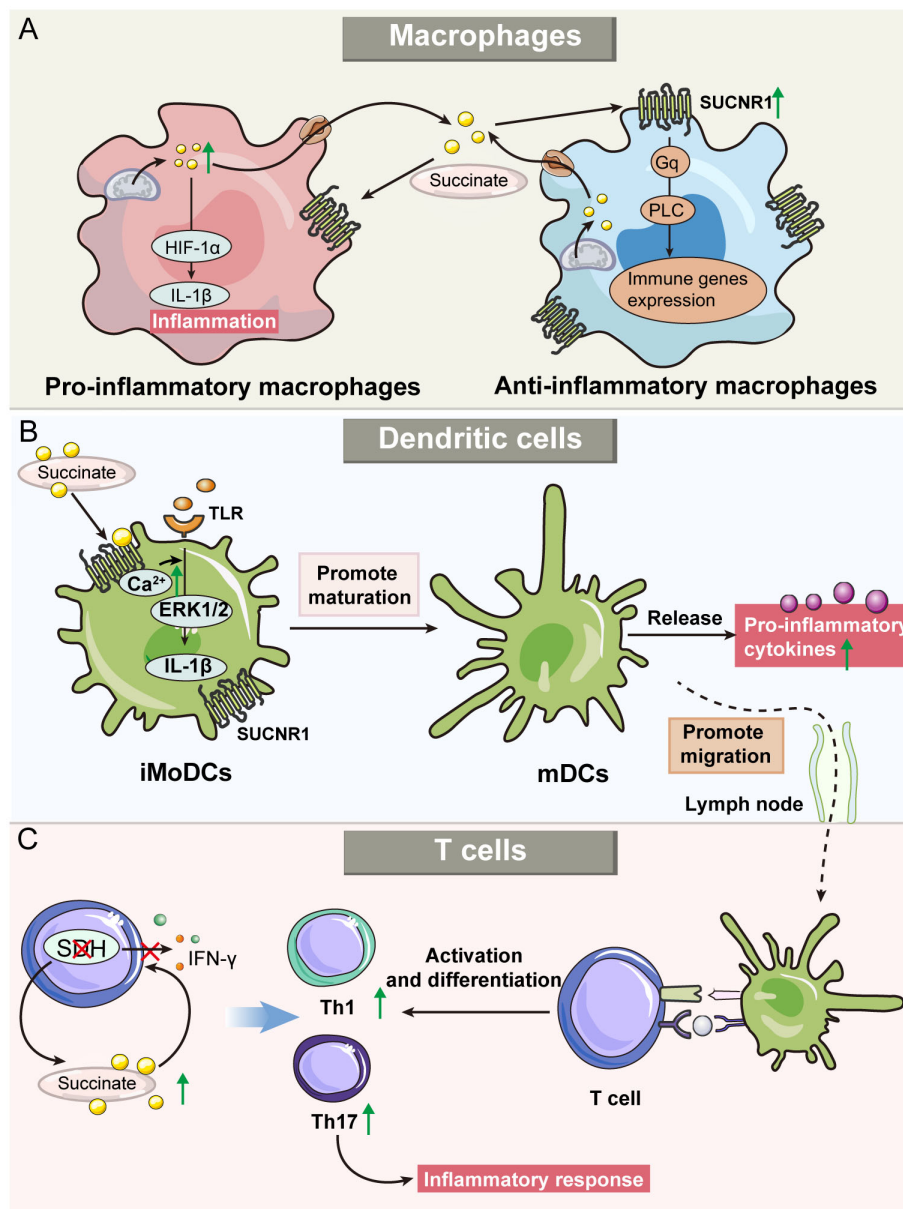 A
Macrophages
SUCNR1
Succinate
Gq
PLC
HIF-1α
IL-1β
Inflammation
Immune genes
expression
Pro-inflammatory macrophages
Anti-inflammatory macrophages
B
Dendritic cells
Succinate
TLR
Ca²⁺
ERK1/2
IL-1β
SUCNR1
iMoDCs
Promote
maturation
mDCs
Release
Pro-inflammatory
cytokines
Promote
migration
Lymph node
C
T cells
SDH
IFN-γ
Succinate
Th1
Th17
Activation
and differentiation
T cell
Inflammatory response